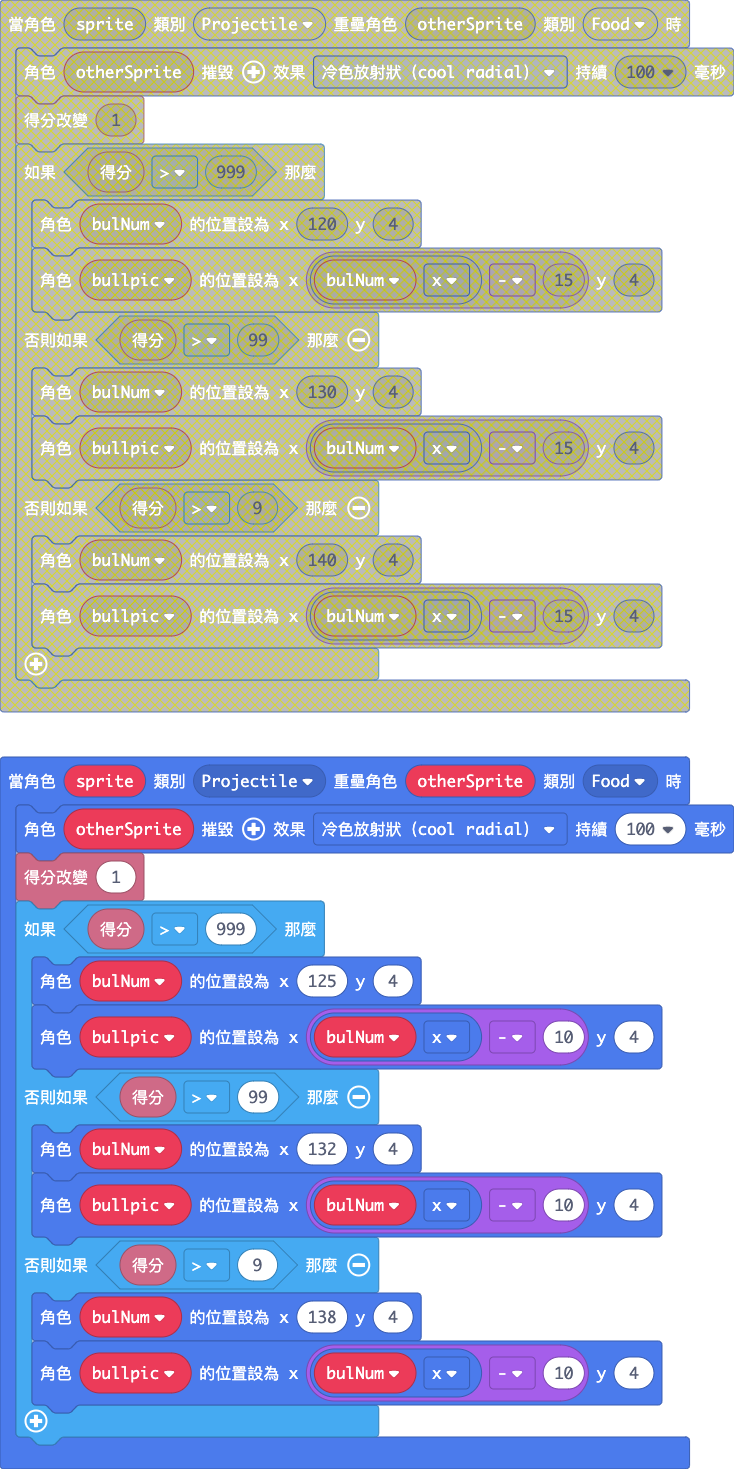 當角色 sprite 類別 Projectile 重疊角色 otherSprite 類別 Food 時
角色 otherSprite 摧毀 效果 冷色放射狀 (cool radial) 持續 100 毫秒
得分改變 1
如果 得分 > 999 那麼
角色 bulNum 的位置設為 x 120 y 4
角色 bullpic 的位置設為 x bulNum x - 15 y 4
否則如果 得分 > 99 那麼
角色 bulNum 的位置設為 x 130 y 4
角色 bullpic 的位置設為 x bulNum x - 15 y 4
否則如果 得分 > 9 那麼
角色 bulNum 的位置設為 x 140 y 4
角色 bullpic 的位置設為 x bulNum x - 15 y 4
當角色 sprite 類別 Projectile 重疊角色 otherSprite 類別 Food 時
角色 otherSprite 摧毀 效果 冷色放射狀 (cool radial) 持續 100 毫秒
得分改變 1
如果 得分 > 999 那麼
角色 bulNum 的位置設為 x 125 y 4
角色 bullpic 的位置設為 x bulNum x - 10 y 4
否則如果 得分 > 99 那麼
角色 bulNum 的位置設為 x 132 y 4
角色 bullpic 的位置設為 x bulNum x - 10 y 4
否則如果 得分 > 9 那麼
角色 bulNum 的位置設為 x 138 y 4
角色 bullpic 的位置設為 x bulNum x - 10 y 4